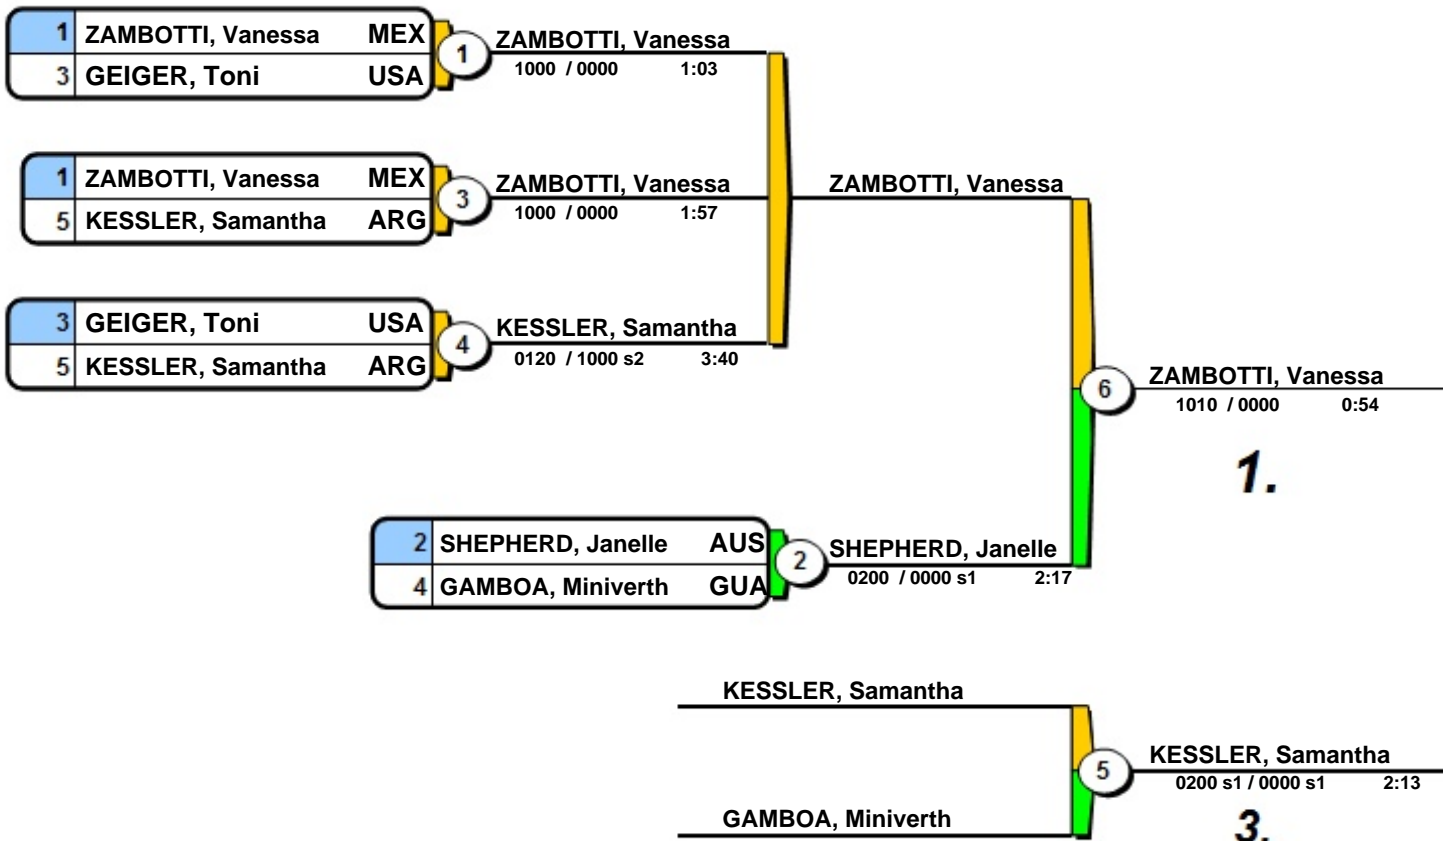 1 ZAMBOTTI, Vanessa MEX
3 GEIGER, Toni USA
1
ZAMBOTTI, Vanessa
1000 / 0000 1:03
1 ZAMBOTTI, Vanessa MEX
5 KESSLER, Samantha ARG
3
ZAMBOTTI, Vanessa
1000 / 0000 1:57
ZAMBOTTI, Vanessa
3 GEIGER, Toni USA
5 KESSLER, Samantha ARG
4
KESSLER, Samantha
0120 / 1000 s2 3:40
6
ZAMBOTTI, Vanessa
1010 / 0000 0:54
1.
2 SHEPHERD, Janelle AUS
4 GAMBOA, Miniverth GUA
2
SHEPHERD, Janelle
0200 / 0000 s1 2:17
KESSLER, Samantha
GAMBOA, Miniverth
5
KESSLER, Samantha
0200 s1 / 0000 s1 2:13
3.